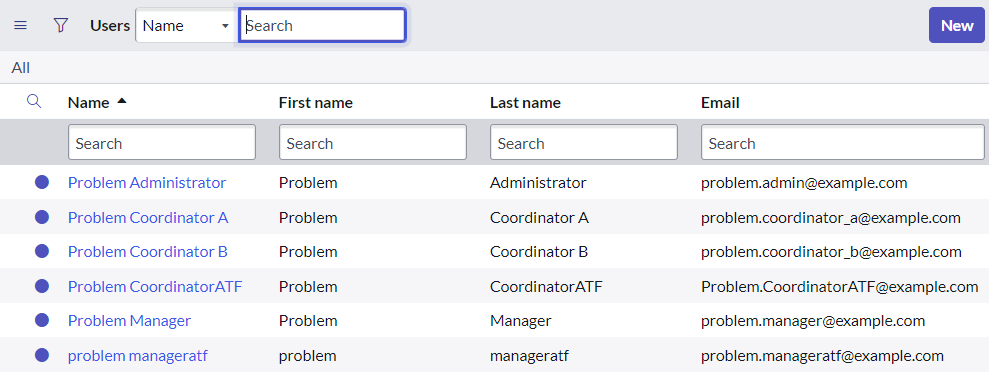 Users Name Search New
All
Name First name Last name Email
Search Search Search Search
Problem Administrator Problem Administrator problem.admin@example.com
Problem Coordinator A Problem Coordinator A problem.coordinator_a@example.com
Problem Coordinator B Problem Coordinator B problem.coordinator_b@example.com
Problem CoordinatorATF Problem CoordinatorATF Problem.CoordinatorATF@example.com
Problem Manager Problem Manager problem.manager@example.com
problem manageratf problem manageratf problem.manageratf@example.com